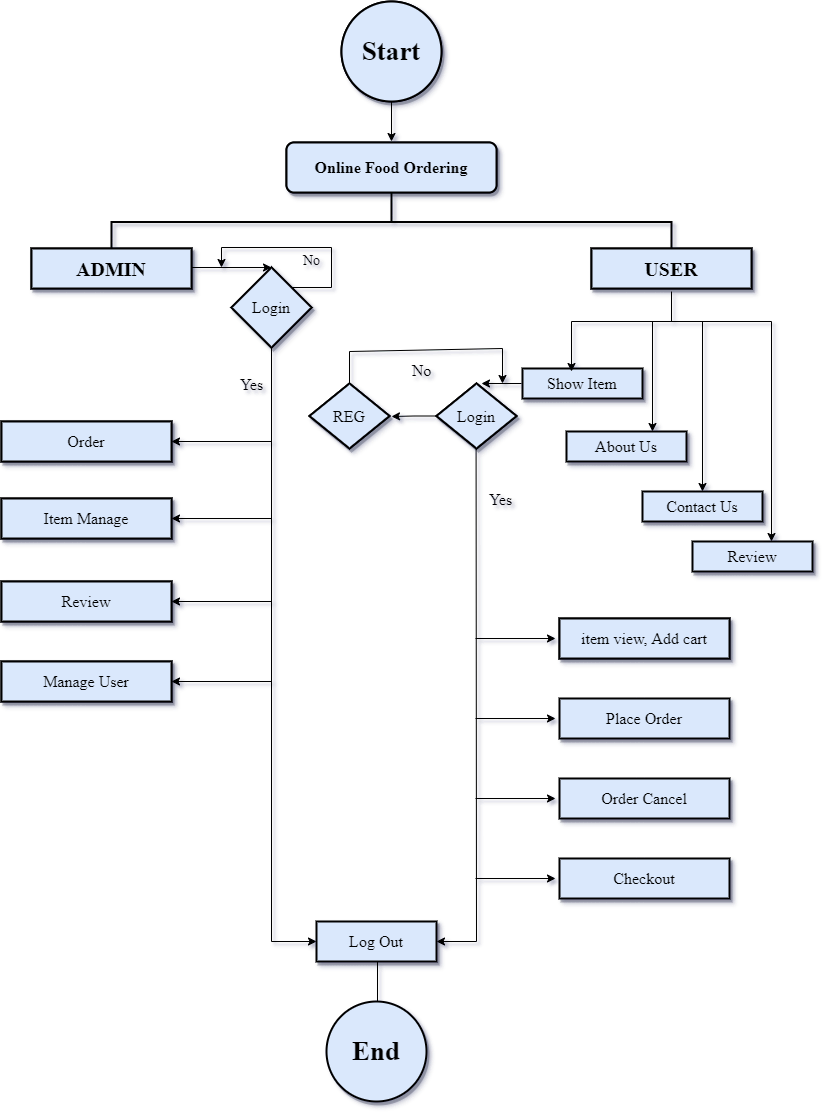 Start
Online Food Ordering
ADMIN
No
USER
Login
Yes
No
Show Item
REG
Login
Order
About Us
Yes
Contact Us
Item Manage
Review
Review
item view, Add cart
Manage User
Place Order
Order Cancel
Checkout
Log Out
End